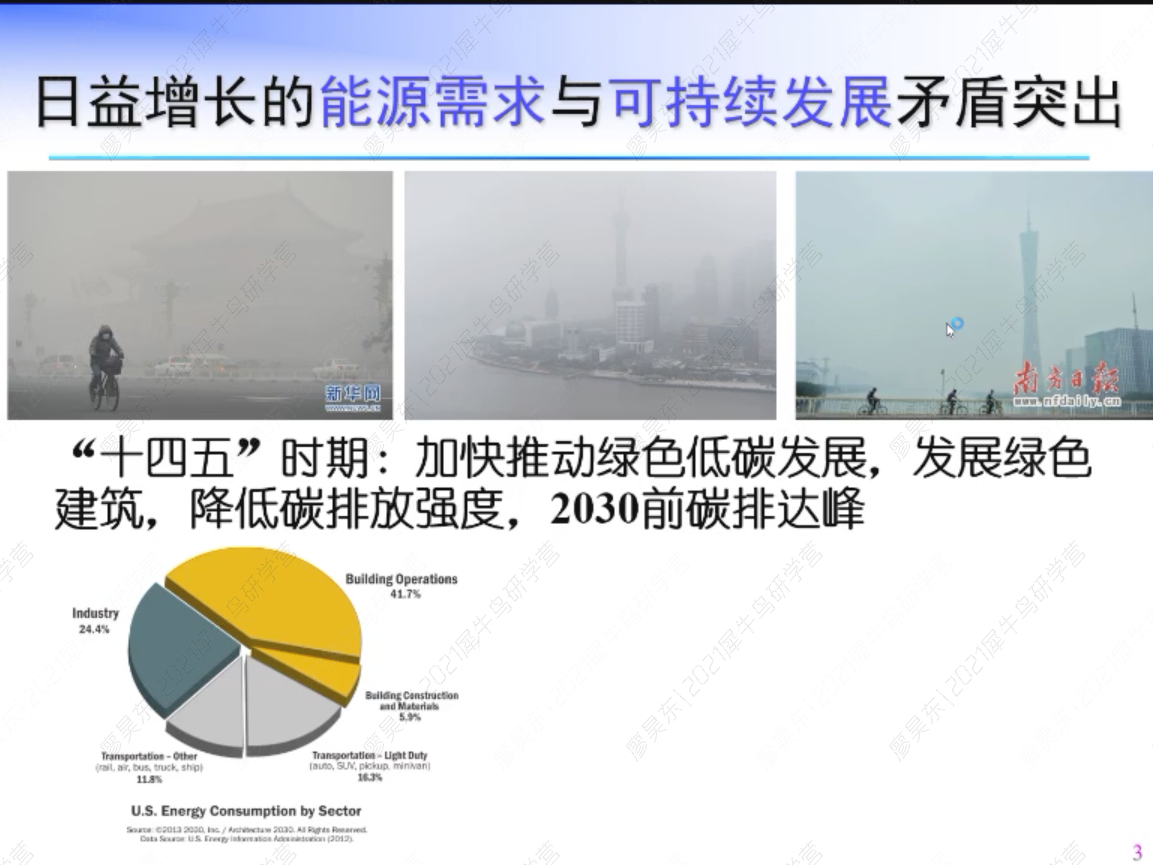 日益增长的能源需求与可持续发展矛盾突出
新华网
WWW.NEWS.CN
南方日报
www.nfdaily.cn
“十四五”时期：加快推动绿色低碳发展，发展绿色
建筑，降低碳排放强度，2030前碳排达峰
Building Operations
41.7%
Industry
24.4%
Building Construction
and Materials
5.9%
Transportation – Other
(rail, air, bus, truck, ship)
11.8%
Transportation – Light Duty
(auto, SUV, pickup, minivan)
16.3%
U.S. Energy Consumption by Sector
Source: ©2013 2030, Inc. / Architecture 2030. All Rights Reserved.
Data Source: U.S. Energy Information Administration (2012).
3
廖昊东|2021犀牛鸟研学营